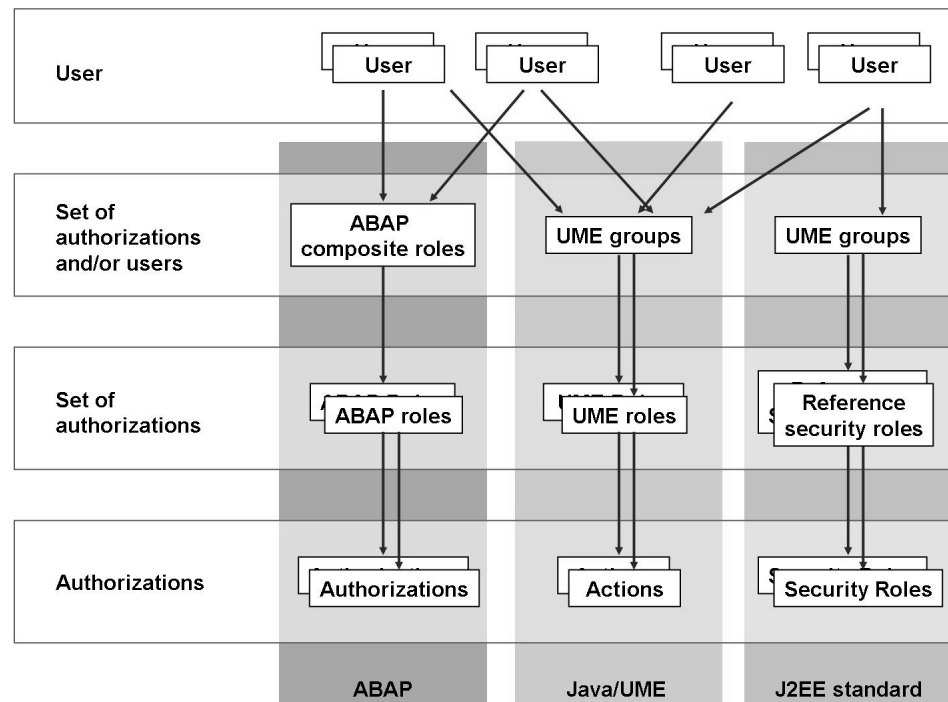 User
User
User
User
User
Set of
authorizations
and/or users
ABAP
composite roles
UME groups
UME groups
Set of
authorizations
ABAP roles
UME roles
Reference
security roles
Authorizations
Authorizations
Actions
Security Roles
ABAP
Java/UME
J2EE standard